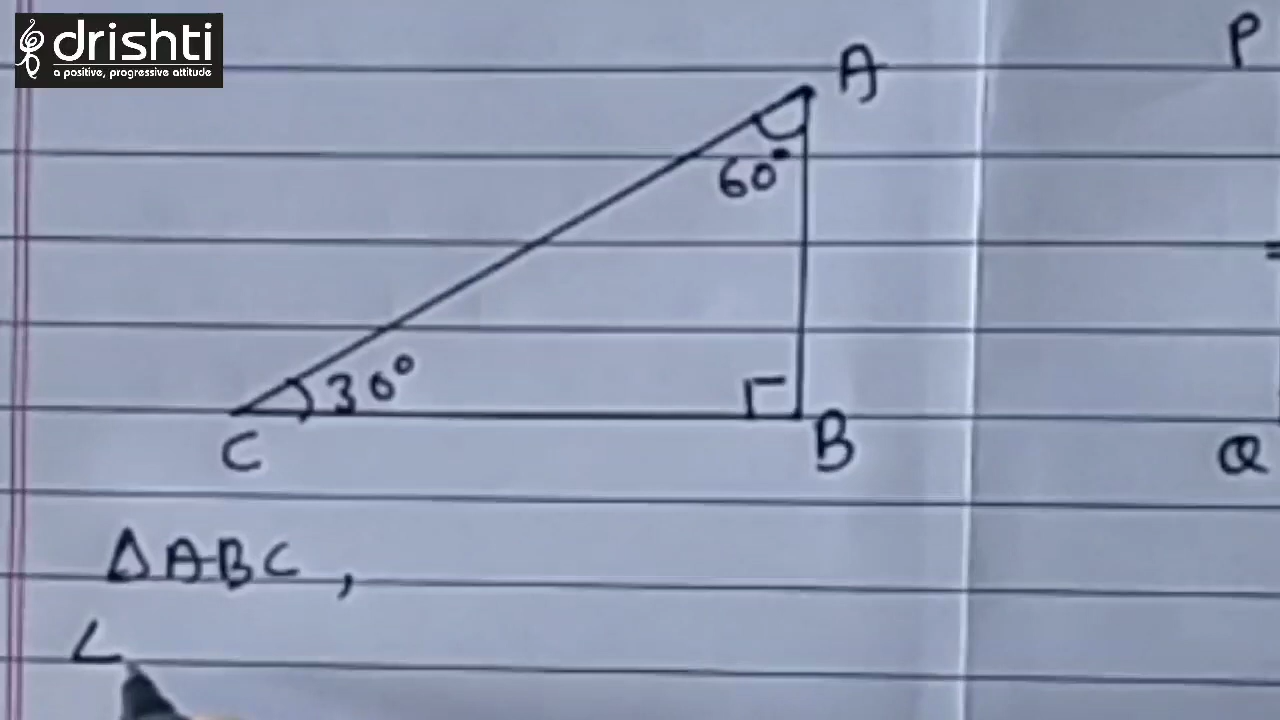 drishti
a positive, progressive attitude
A
P
60°
30°
C
B
Q
ΔABC,
∠